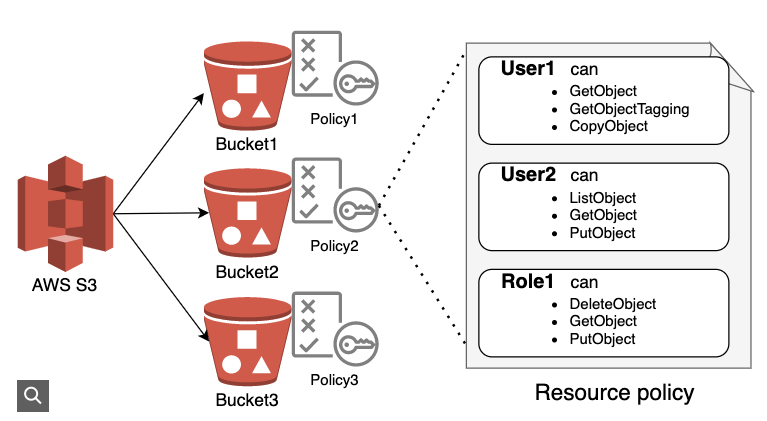 AWS S3
Bucket1
Policy1
Bucket2
Policy2
Bucket3
Policy3
User1 can
• GetObject
• GetObjectTagging
• CopyObject
User2 can
• ListObject
• GetObject
• PutObject
Role1 can
• DeleteObject
• GetObject
• PutObject
Resource policy